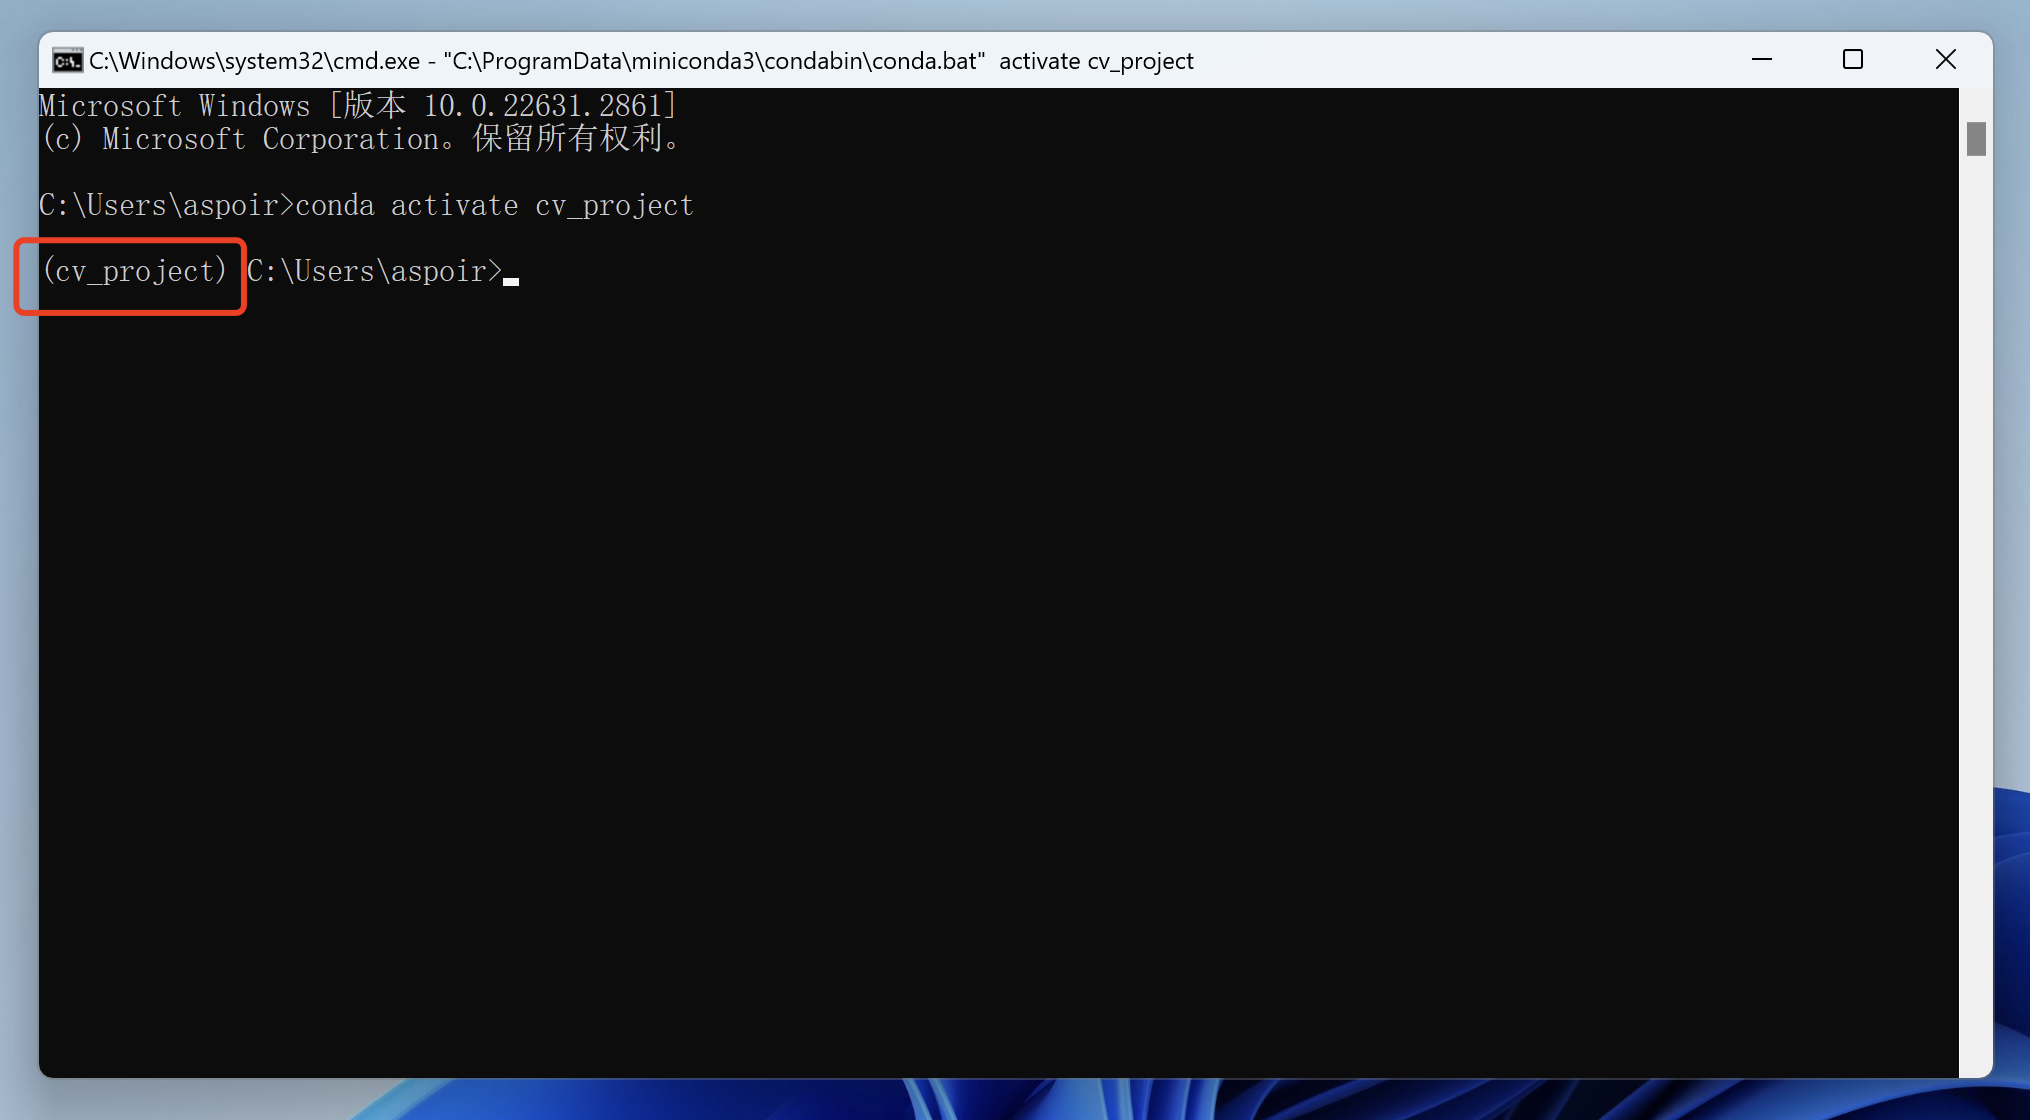 C:\Windows\system32\cmd.exe - "C:\ProgramData\miniconda3\condabin\conda.bat"  activate cv_project
Microsoft Windows [版本 10.0.22631.2861]
(c) Microsoft Corporation。保留所有权利。
C:\Users\aspoir>conda activate cv_project
(cv_project) C:\Users\aspoir>